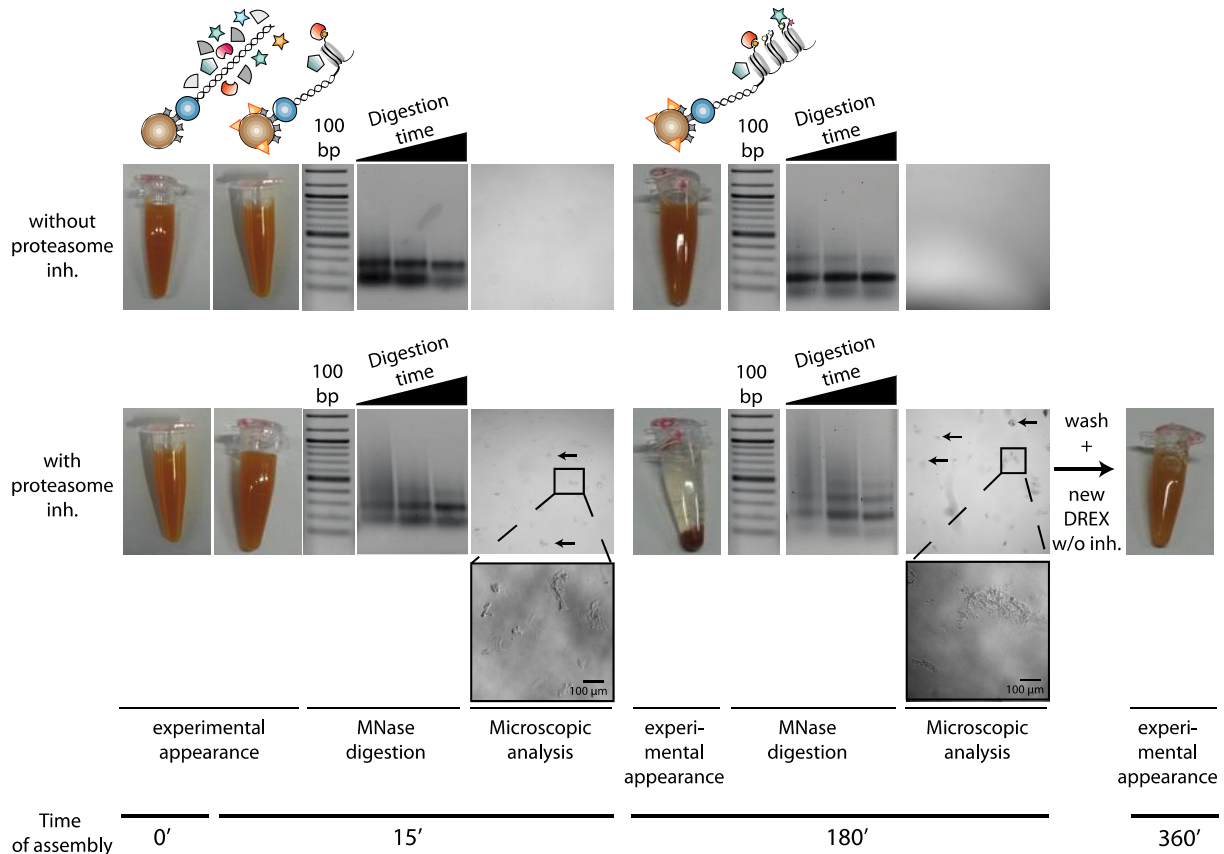 100
bp
Digestion
time
100
bp
Digestion
time
without
proteasome
inh.
100
bp
Digestion
time
100
bp
Digestion
time
with
proteasome
inh.
wash
+
new
DREX
w/o inh.
100 µm
100 µm
experimental
appearance
MNase
digestion
Microscopic
analysis
experi-
mental
appearance
MNase
digestion
Microscopic
analysis
experi-
mental
appearance
Time
of assembly
0′
15′
180′
360′